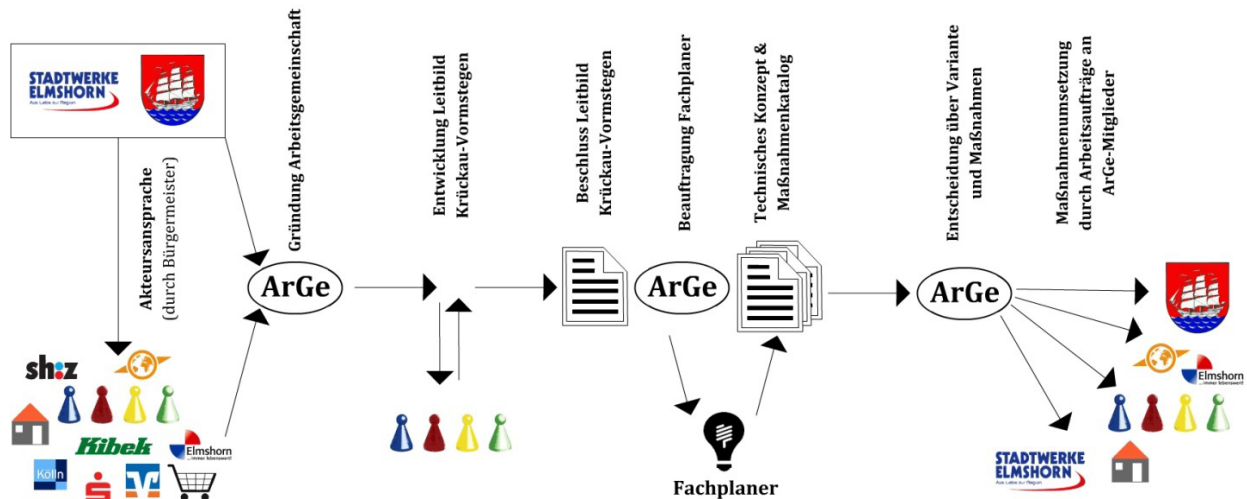 STADTWERKE
ELMSHORN
Aus Liebe zur Region
Akteursansprache
(durch Bürgermeister)
Gründung Arbeitsgemeinschaft
ArGe
sh:z
Kibek
Elmshorn
...immer lebenswert!
Kölln
Entwicklung Leitbild
Krückau-Vormstegen
Beschluss Leitbild
Krückau-Vormstegen
Beauftragung Fachplaner
ArGe
Technisches Konzept &
Maßnahmenkatalog
Fachplaner
Entscheidung über Variante
und Maßnahmen
ArGe
Maßnahmenumsetzung
durch Arbeitsaufträge an
ArGe-Mitglieder
Elmshorn
...immer lebenswert!
STADTWERKE
ELMSHORN
Aus Liebe zur Region